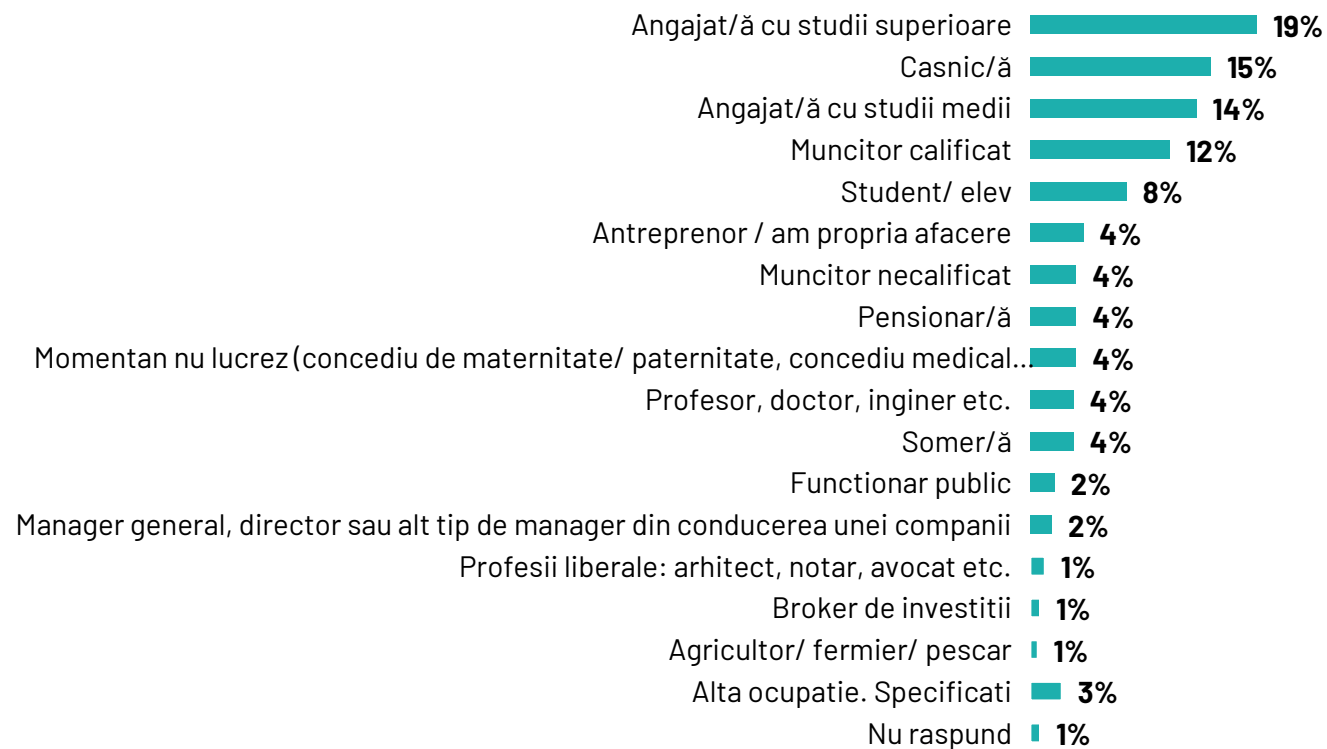 Angajat/ă cu studii superioare 19%
Casnic/ă 15%
Angajat/ă cu studii medii 14%
Muncitor calificat 12%
Student/ elev 8%
Antreprenor / am propria afacere 4%
Muncitor necalificat 4%
Pensionar/ă 4%
Momentan nu lucrez (concediu de maternitate/ paternitate, concediu medical... 4%
Profesor, doctor, inginer etc. 4%
Somer/ă 4%
Functionar public 2%
Manager general, director sau alt tip de manager din conducerea unei companii 2%
Profesii liberale: arhitect, notar, avocat etc. 1%
Broker de investitii 1%
Agricultor/ fermier/ pescar 1%
Alta ocupatie. Specificati 3%
Nu raspund 1%